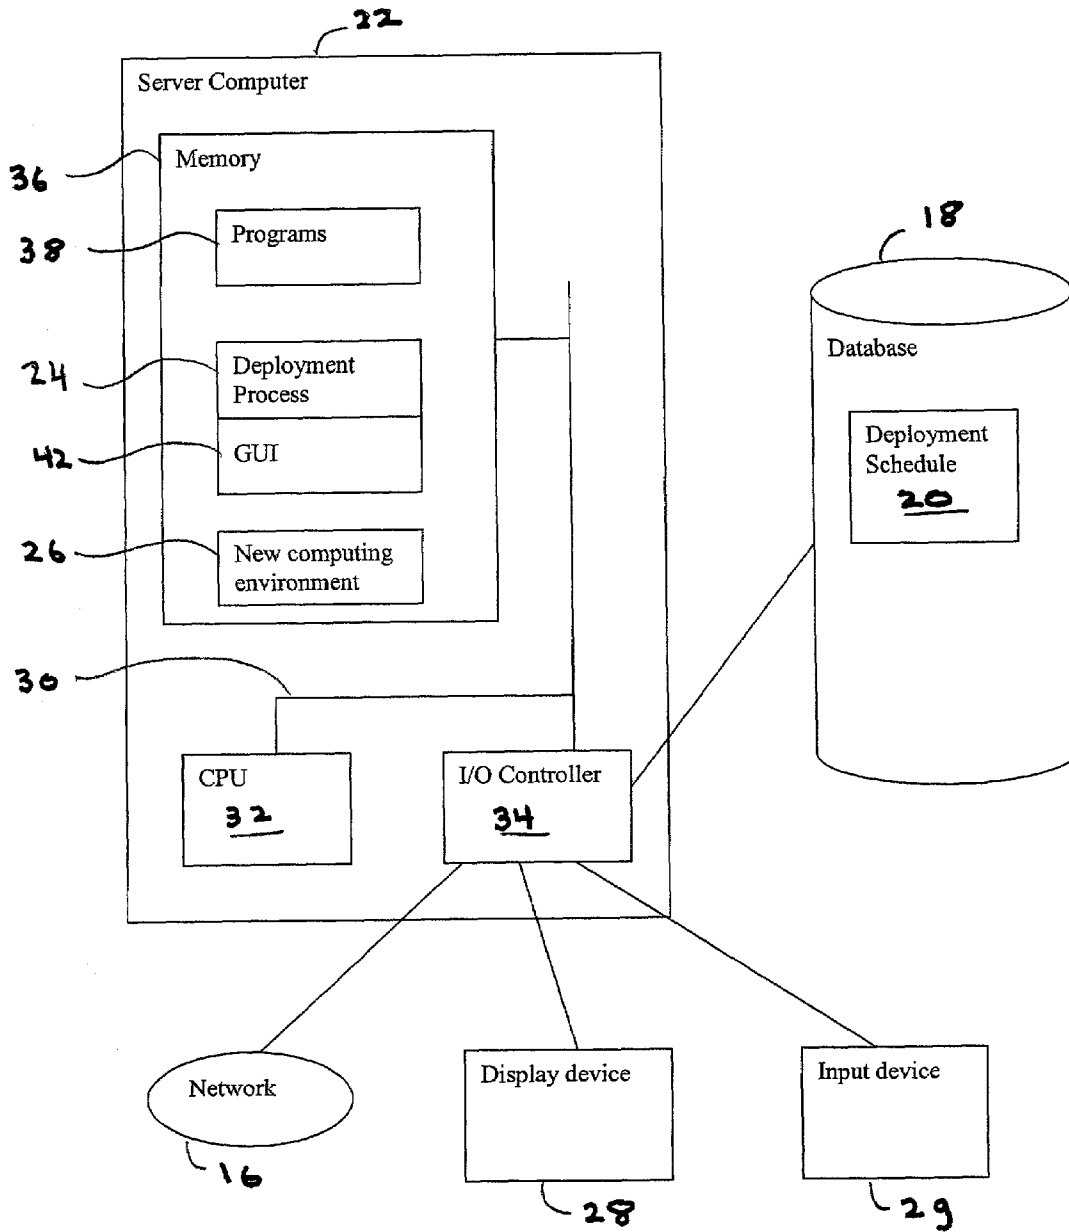 22
Server Computer
36
Memory
38
Programs
18
Database
24
Deployment
Process
42
GUI
Deployment
Schedule
20
26
New computing
environment
30
CPU
32
I/O Controller
34
Network
16
Display device
28
Input device
29